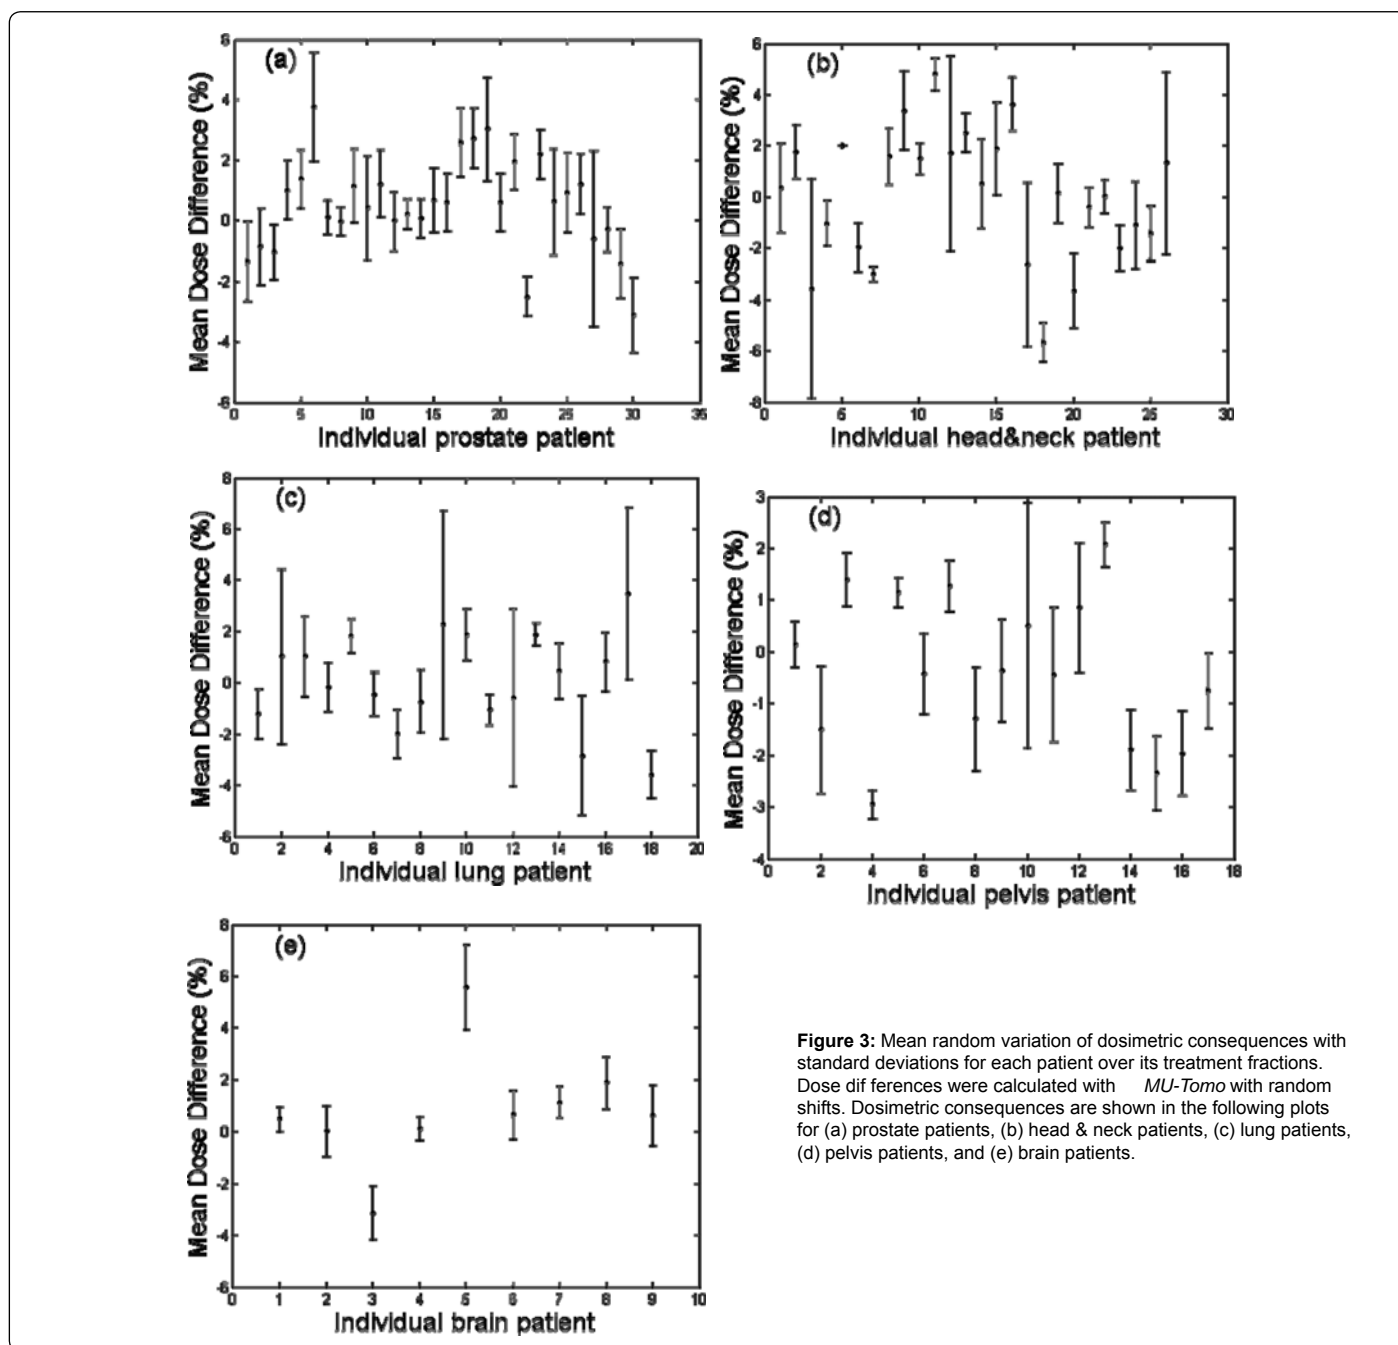 (a)
Mean Dose Difference (%)
6
4
2
0
-2
-4
-6
0 5 10 15 20 25 30 35
Individual prostate patient
(b)
Mean Dose Difference (%)
6
4
2
0
-2
-4
-6
-8
0 5 10 15 20 25 30
Individual head&neck patient
(c)
Mean Dose Difference (%)
8
6
4
2
0
-2
-4
-6
0 2 4 6 8 10 12 14 16 18 20
Individual lung patient
(d)
Mean Dose Difference (%)
3
2
1
0
-1
-2
-3
-4
0 2 4 6 8 10 12 14 16 18
Individual pelvis patient
(e)
Mean Dose Difference (%)
8
6
4
2
0
-2
-4
-6
0 1 2 3 4 5 6 7 8 9 10
Individual brain patient
Figure 3: Mean random variation of dosimetric consequences with
standard deviations for each patient over its treatment fractions.
Dose dif ferences were calculated with MU-Tomo with random
shifts. Dosimetric consequences are shown in the following plots
for (a) prostate patients, (b) head & neck patients, (c) lung patients,
(d) pelvis patients, and (e) brain patients.